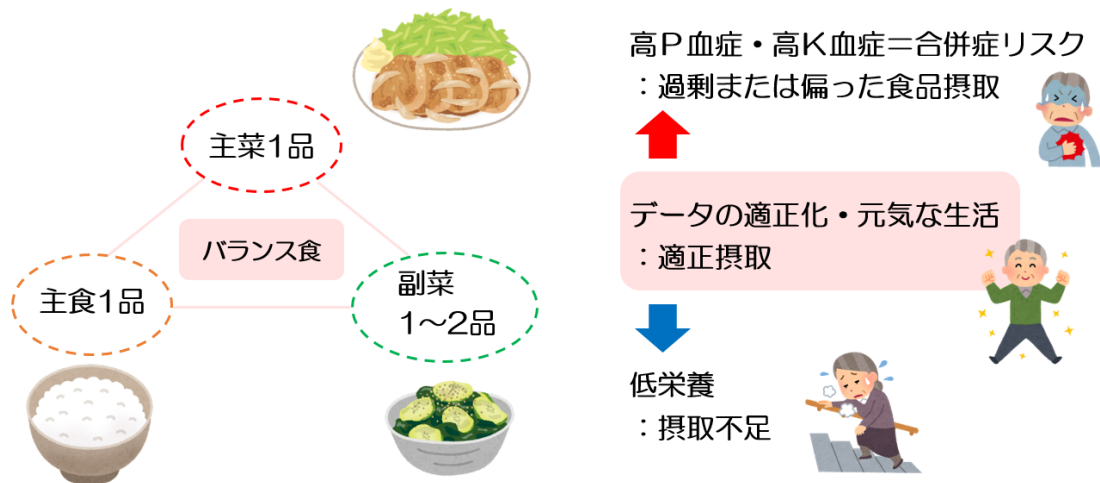 主菜1品
バランス食
主食1品
副菜
1～2品
高Ｐ血症・高Ｋ血症＝合併症リスク
：過剰または偏った食品摂取
データの適正化・元気な生活
：適正摂取
低栄養
：摂取不足